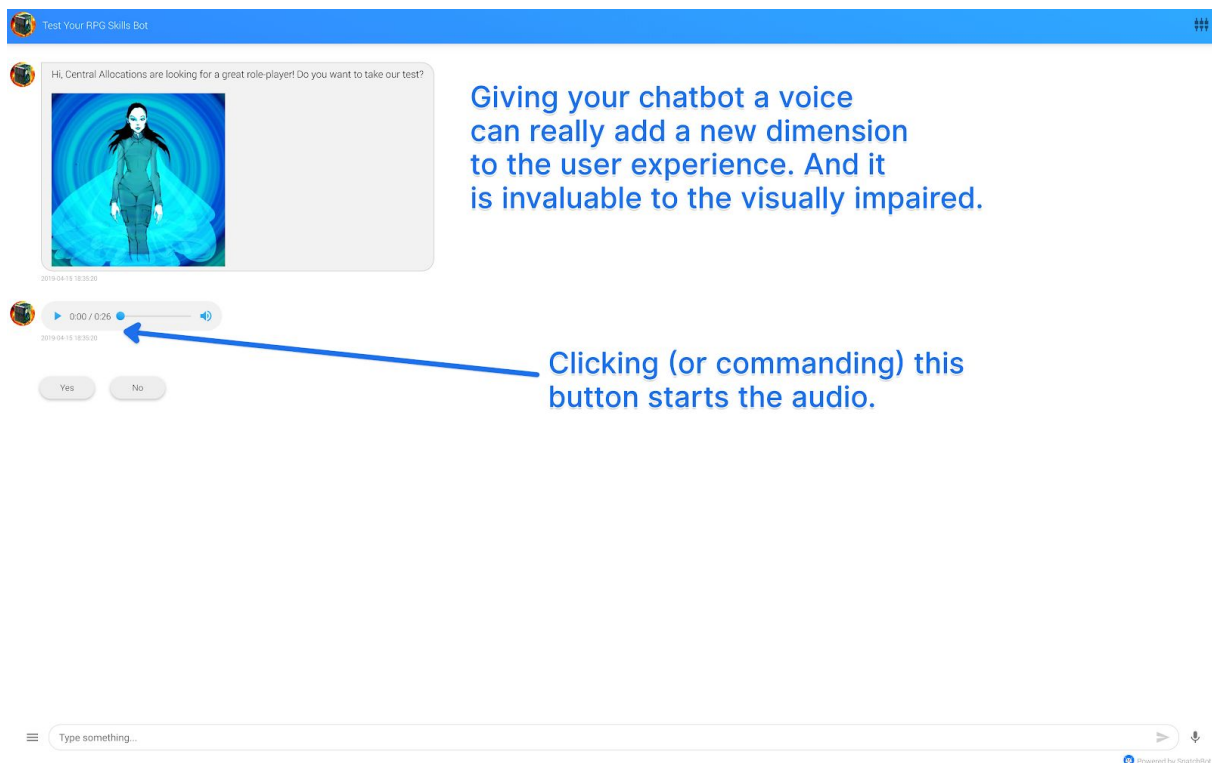 Test Your RPG Skills Bot
Hi, Central Allocations are looking for a great role-player! Do you want to take our test?
Giving your chatbot a voice
can really add a new dimension
to the user experience. And it
is invaluable to the visually impaired.
2019-04-15 18:35:20
0:00 / 0:26
2019-04-15 18:35:20
Clicking (or commanding) this
button starts the audio.
Yes No
Type something...
Powered by SnatchBot